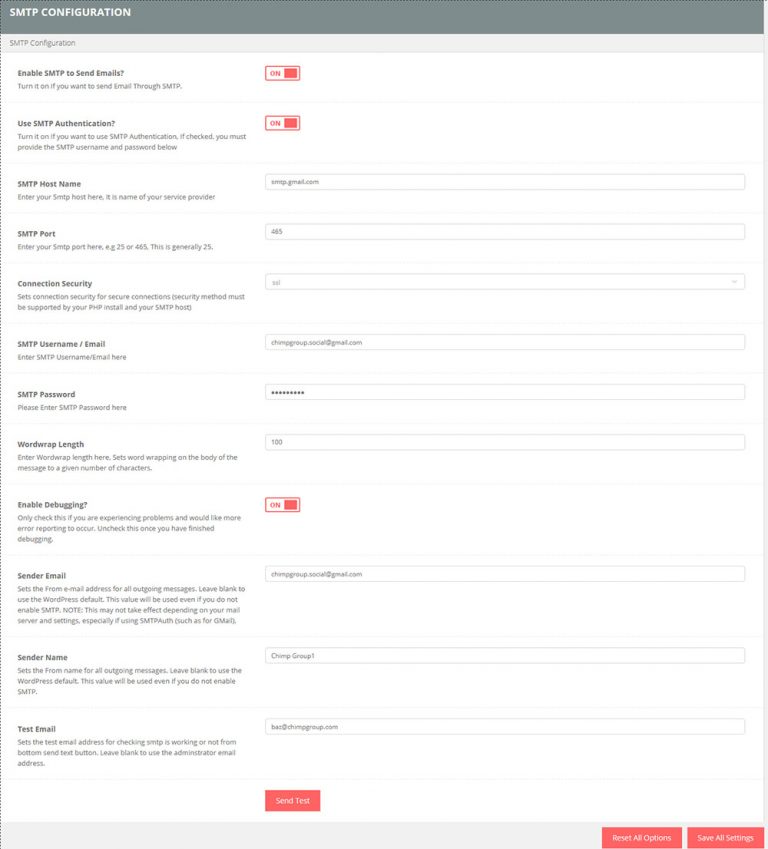 SMTP CONFIGURATION
SMTP Configuration
Enable SMTP to Send Emails?
ON
Turn it on if you want to send Email Through SMTP.
Use SMTP Authentication?
ON
Turn it on if you want to use SMTP Authentication, If checked, you must
provide the SMTP username and password below
SMTP Host Name
smtp.gmail.com
Enter your Smtp host here, It is name of your service provider
SMTP Port
465
Enter your Smtp port here, e.g 25 or 465, This is generally 25.
Connection Security
ssl
Sets connection security for secure connections (security method must
be supported by your PHP install and your SMTP host)
SMTP Username / Email
chimpgroup.social@gmail.com
Enter SMTP Username/Email here
SMTP Password
•••••••••
Please Enter SMTP Password here
Wordwrap Length
100
Enter Wordwrap length here, Sets word wrapping on the body of the
message to a given number of characters.
Enable Debugging?
ON
Only check this if you are experiencing problems and would like more
error reporting to occur. Uncheck this once you have finished
debugging.
Sender Email
chimpgroup.social@gmail.com
Sets the From e-mail address for all outgoing messages. Leave blank to
use the WordPress default. This value will be used even if you do not
enable SMTP. NOTE: This may not take effect depending on your mail
server and settings, especially if using SMTPAuth (such as for GMail).
Sender Name
Chimp Group1
Sets the From name for all outgoing messages. Leave blank to use the
WordPress default. This value will be used even if you do not enable
SMTP.
Test Email
baz@chimpgroup.com
Sets the test email address for checking smtp is working or not from
bottom send text button. Leave blank to use the adminstrator email
address.
Send Test
Reset All Options
Save All Settings